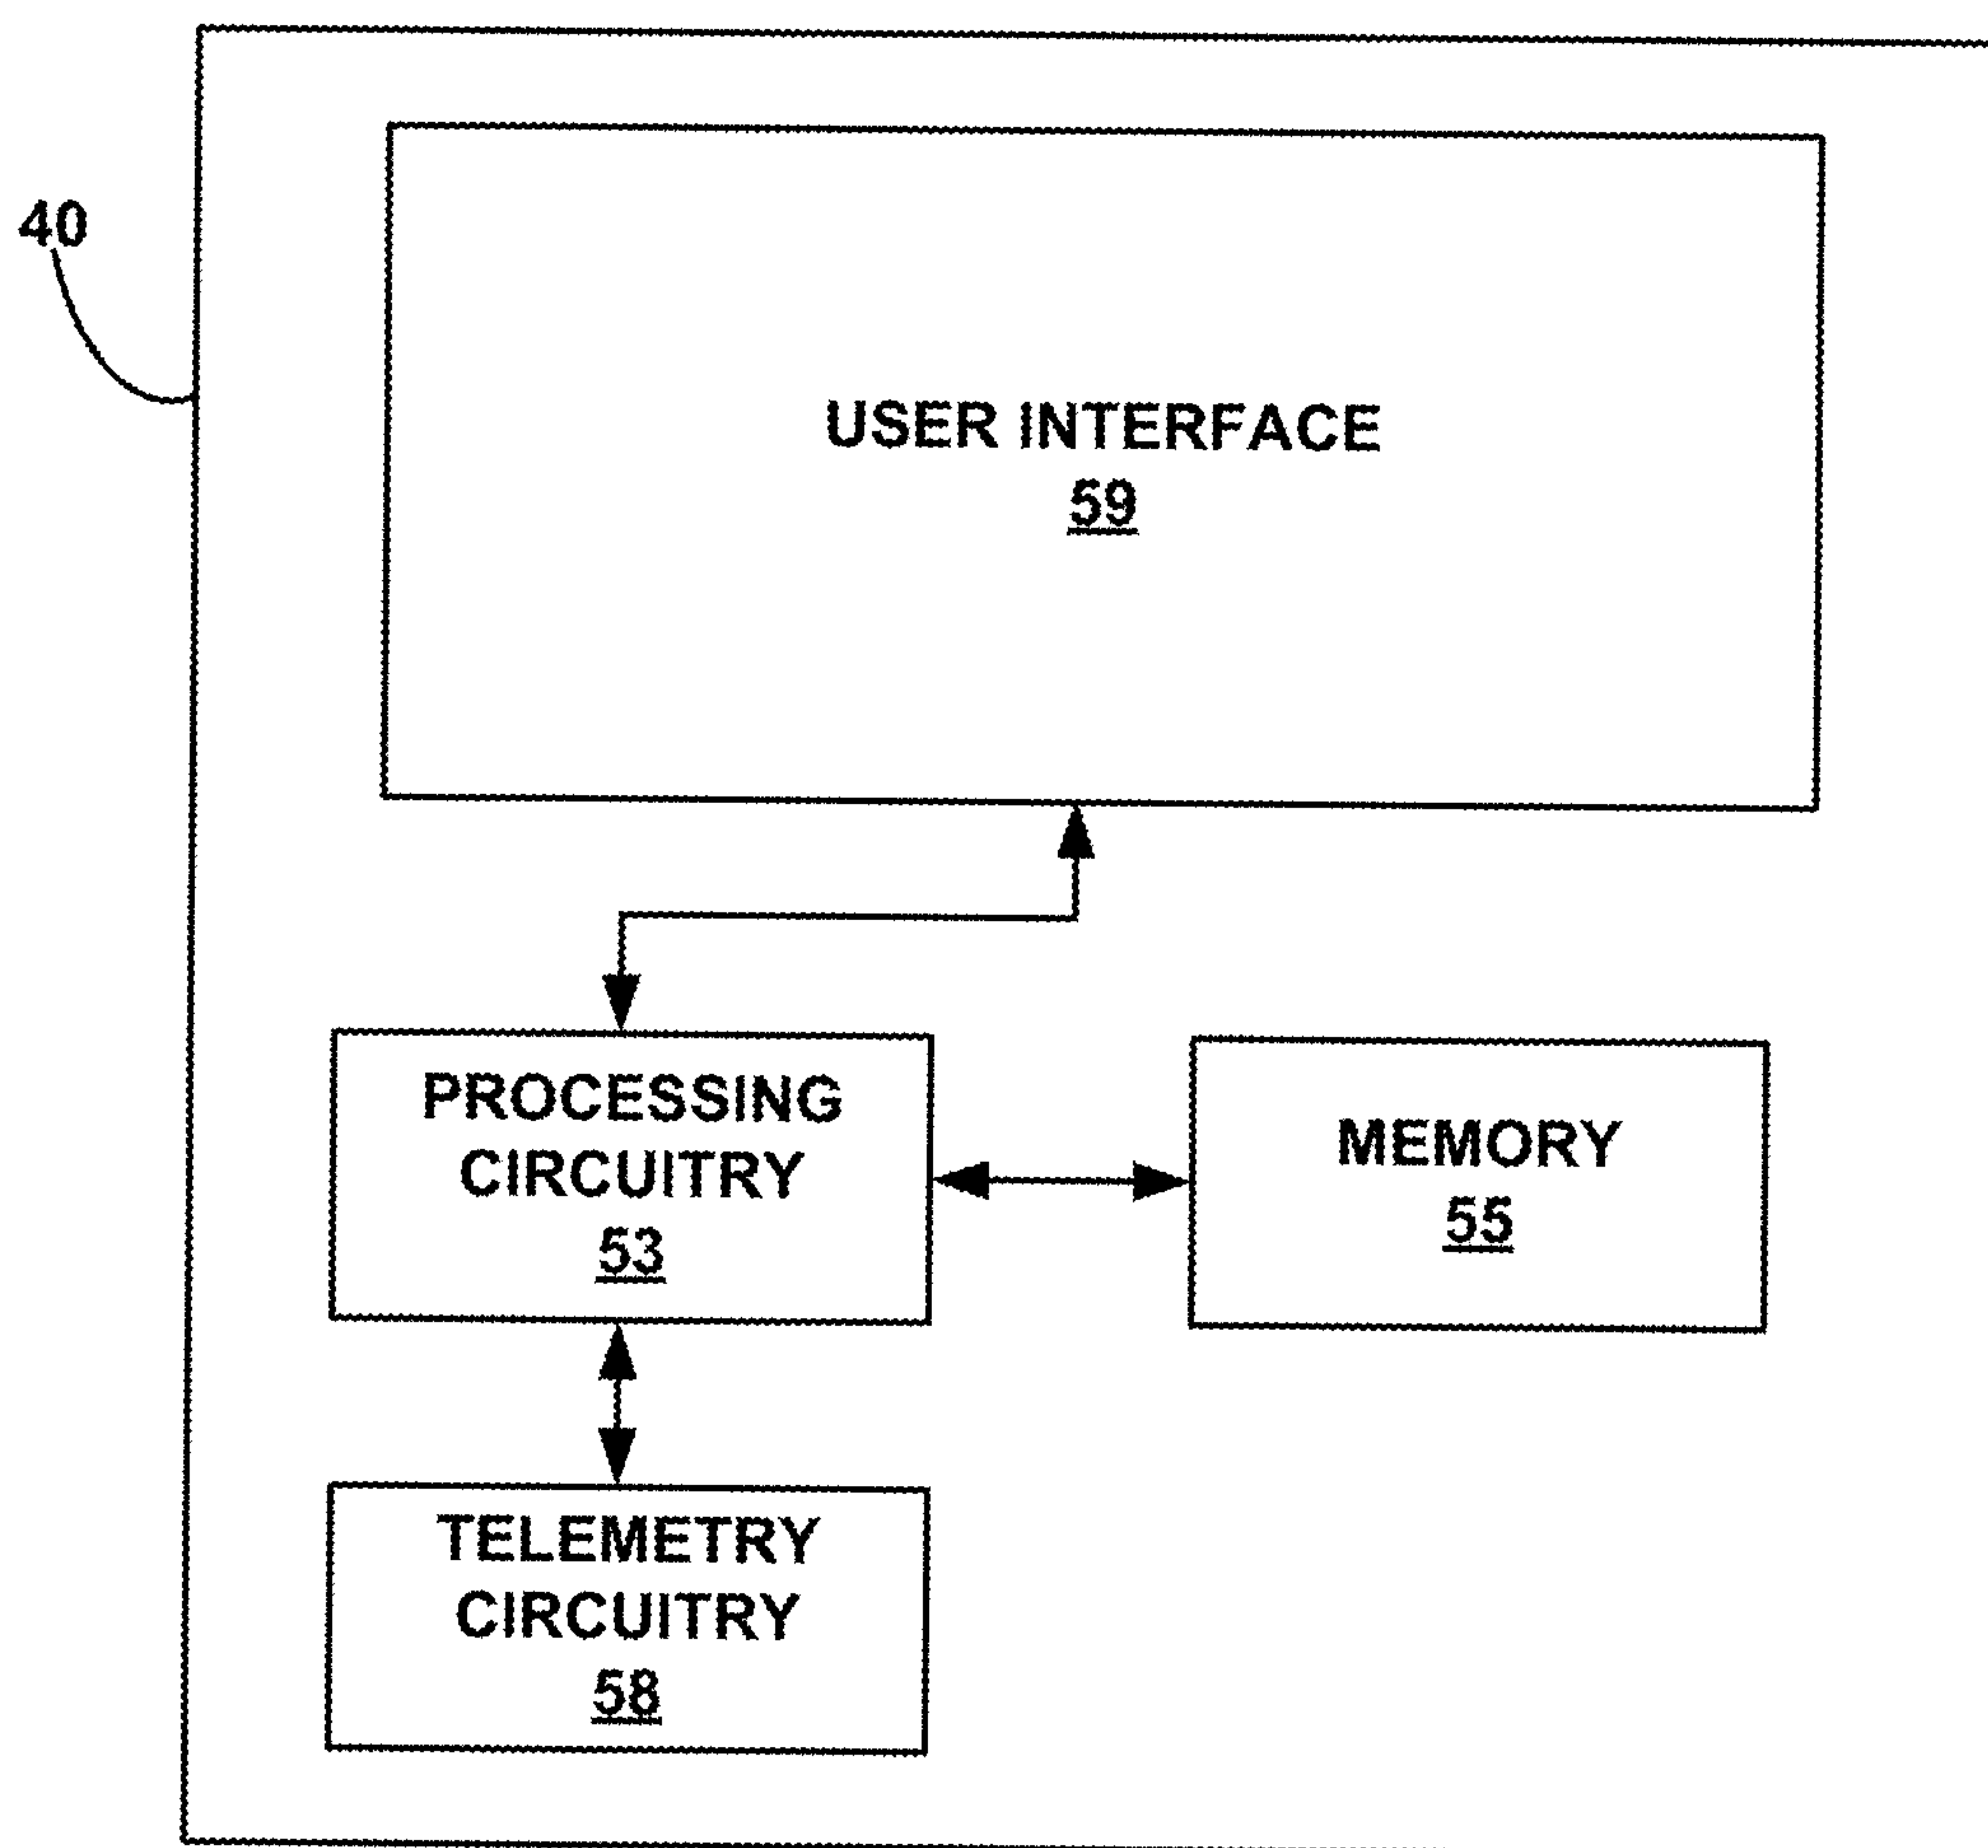 40
USER INTERFACE
59
PROCESSING
CIRCUITRY
53
MEMORY
55
TELEMETRY
CIRCUITRY
58